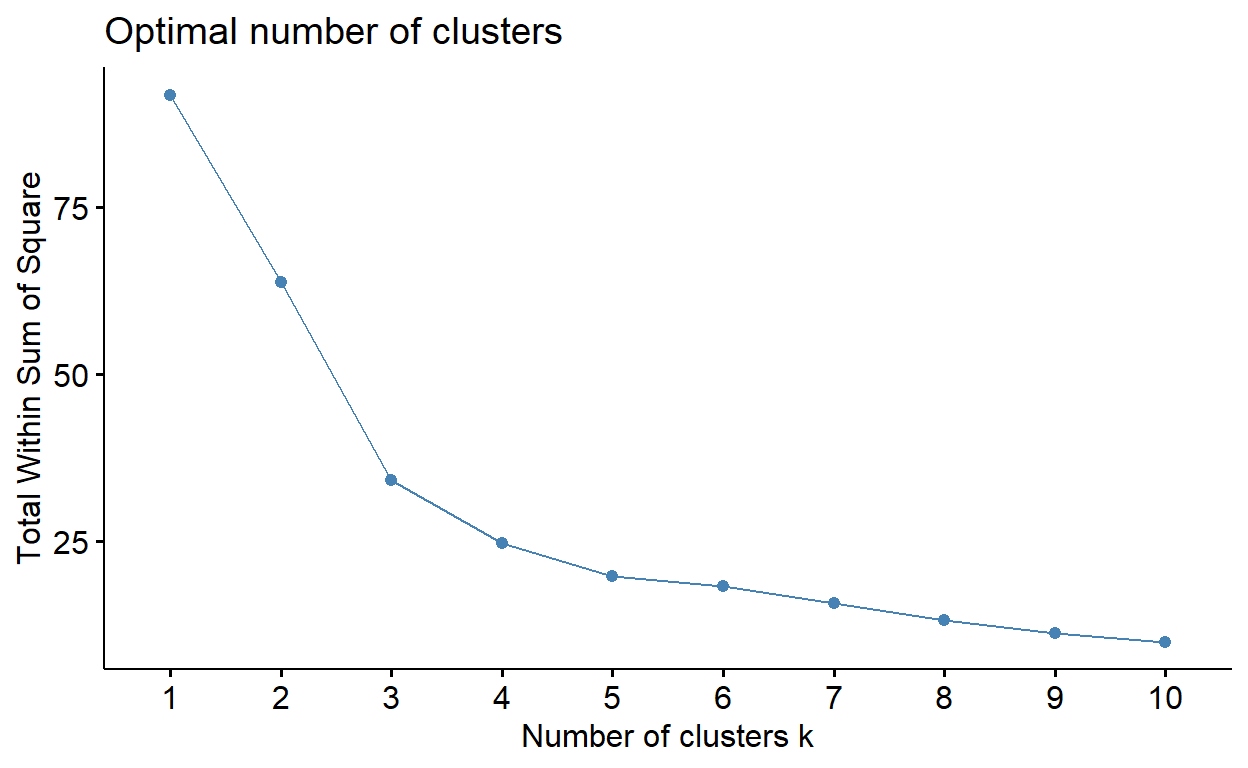 Optimal number of clusters
Total Within Sum of Square
75
50
25
1 2 3 4 5 6 7 8 9 10
Number of clusters k